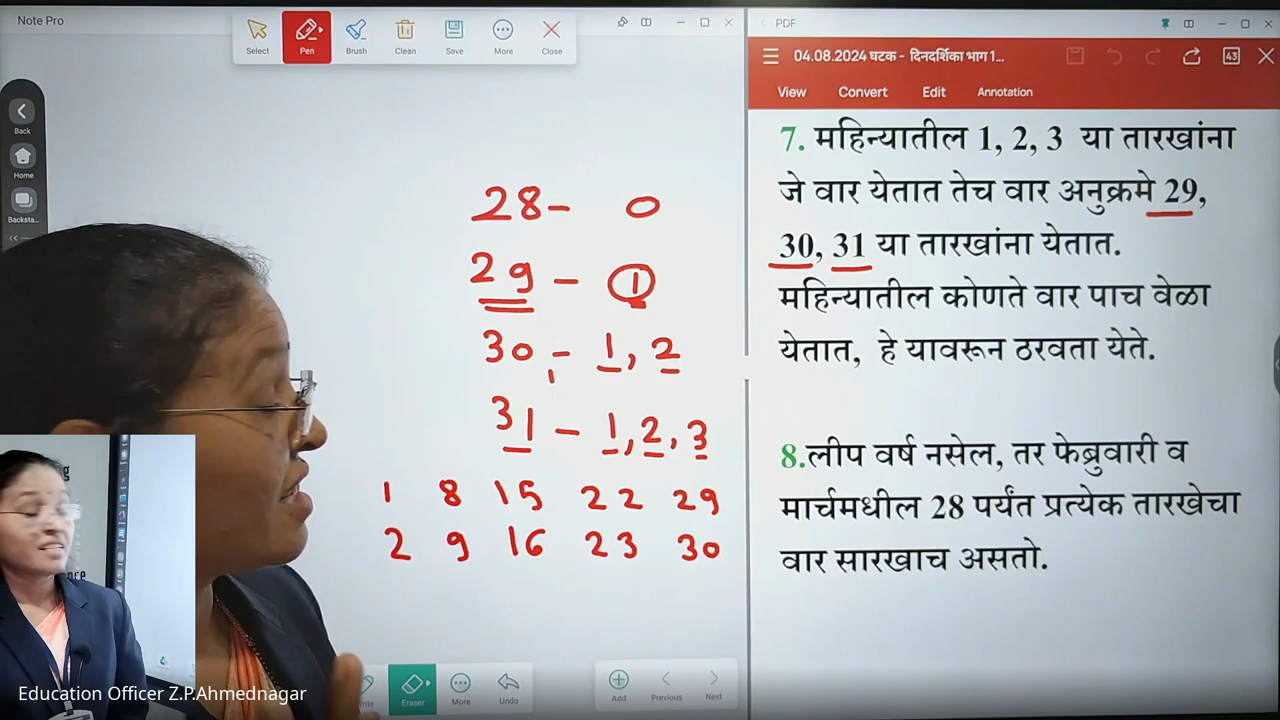 Note Pro
Select
Pen
Brush
Clean
Save
More
Close
Back
Home
Backsta...
28- 0
29 - 1
30 - 1, 2
31 - 1, 2, 3
1 8 15 22 29
2 9 16 23 30
Eraser
More
Undo
Add
Previous
Next
PDF
04.08.2024 घटक - दिनदर्शिका भाग 1...
43
View
Convert
Edit
Annotation
7. महिन्यातील 1, 2, 3 या तारखांना
जे वार येतात तेच वार अनुक्रमे 29,
30, 31 या तारखांना येतात.
महिन्यातील कोणते वार पाच वेळा
येतात, हे यावरून ठरवता येते.
8.लीप वर्ष नसेल, तर फेब्रुवारी व
मार्चमधील 28 पर्यंत प्रत्येक तारखेचा
वार सारखाच असतो.
Education Officer Z.P.Ahmednagar